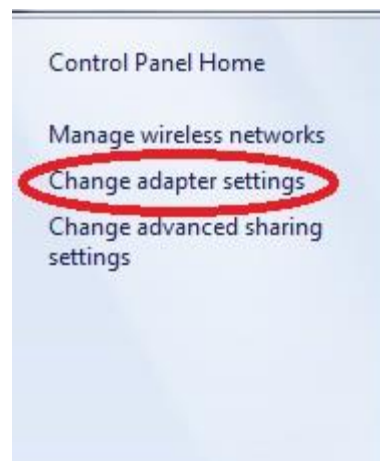 Control Panel Home
Manage wireless networks
Change adapter settings
Change advanced sharing
settings